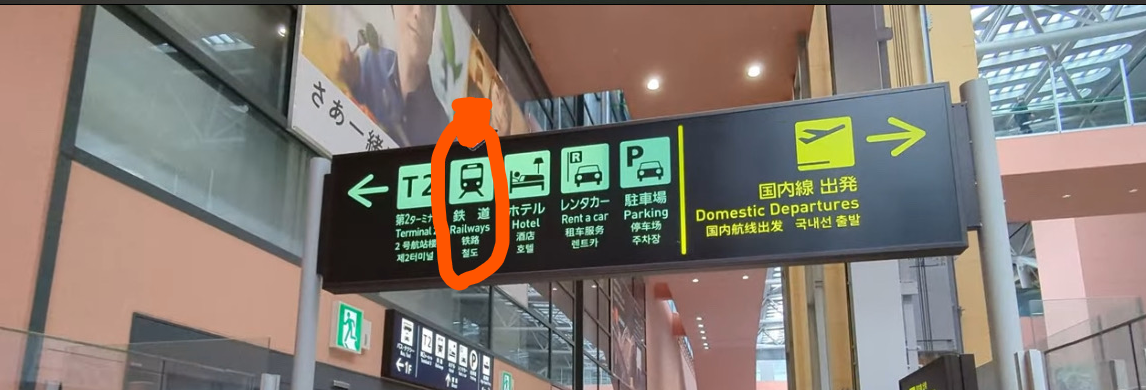 さあ一緒
T2
第2ターミナ
Terminal
2 号航站楼
제2터미널
鉄 道
Railways
铁路
철도
ホテル
Hotel
酒店
호텔
R
レンタカー
Rent a car
租车服务
렌트카
P
駐車場
Parking
停车场
주차장
国内線 出発
Domestic Departures
国内航线出发 국내선 출발
T2
P
←1F